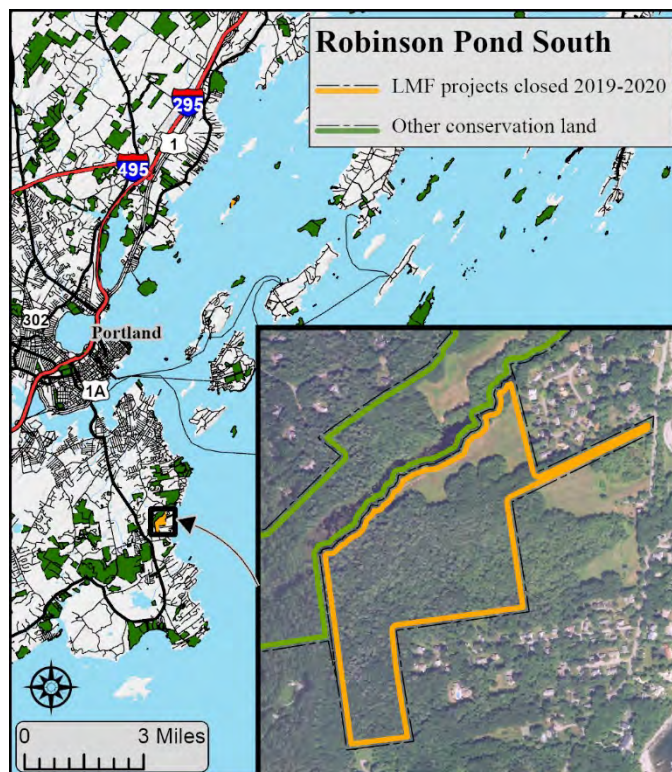 Robinson Pond South
LMF projects closed 2019-2020
Other conservation land
295
1
495
302
Portland
1A
0 3 Miles